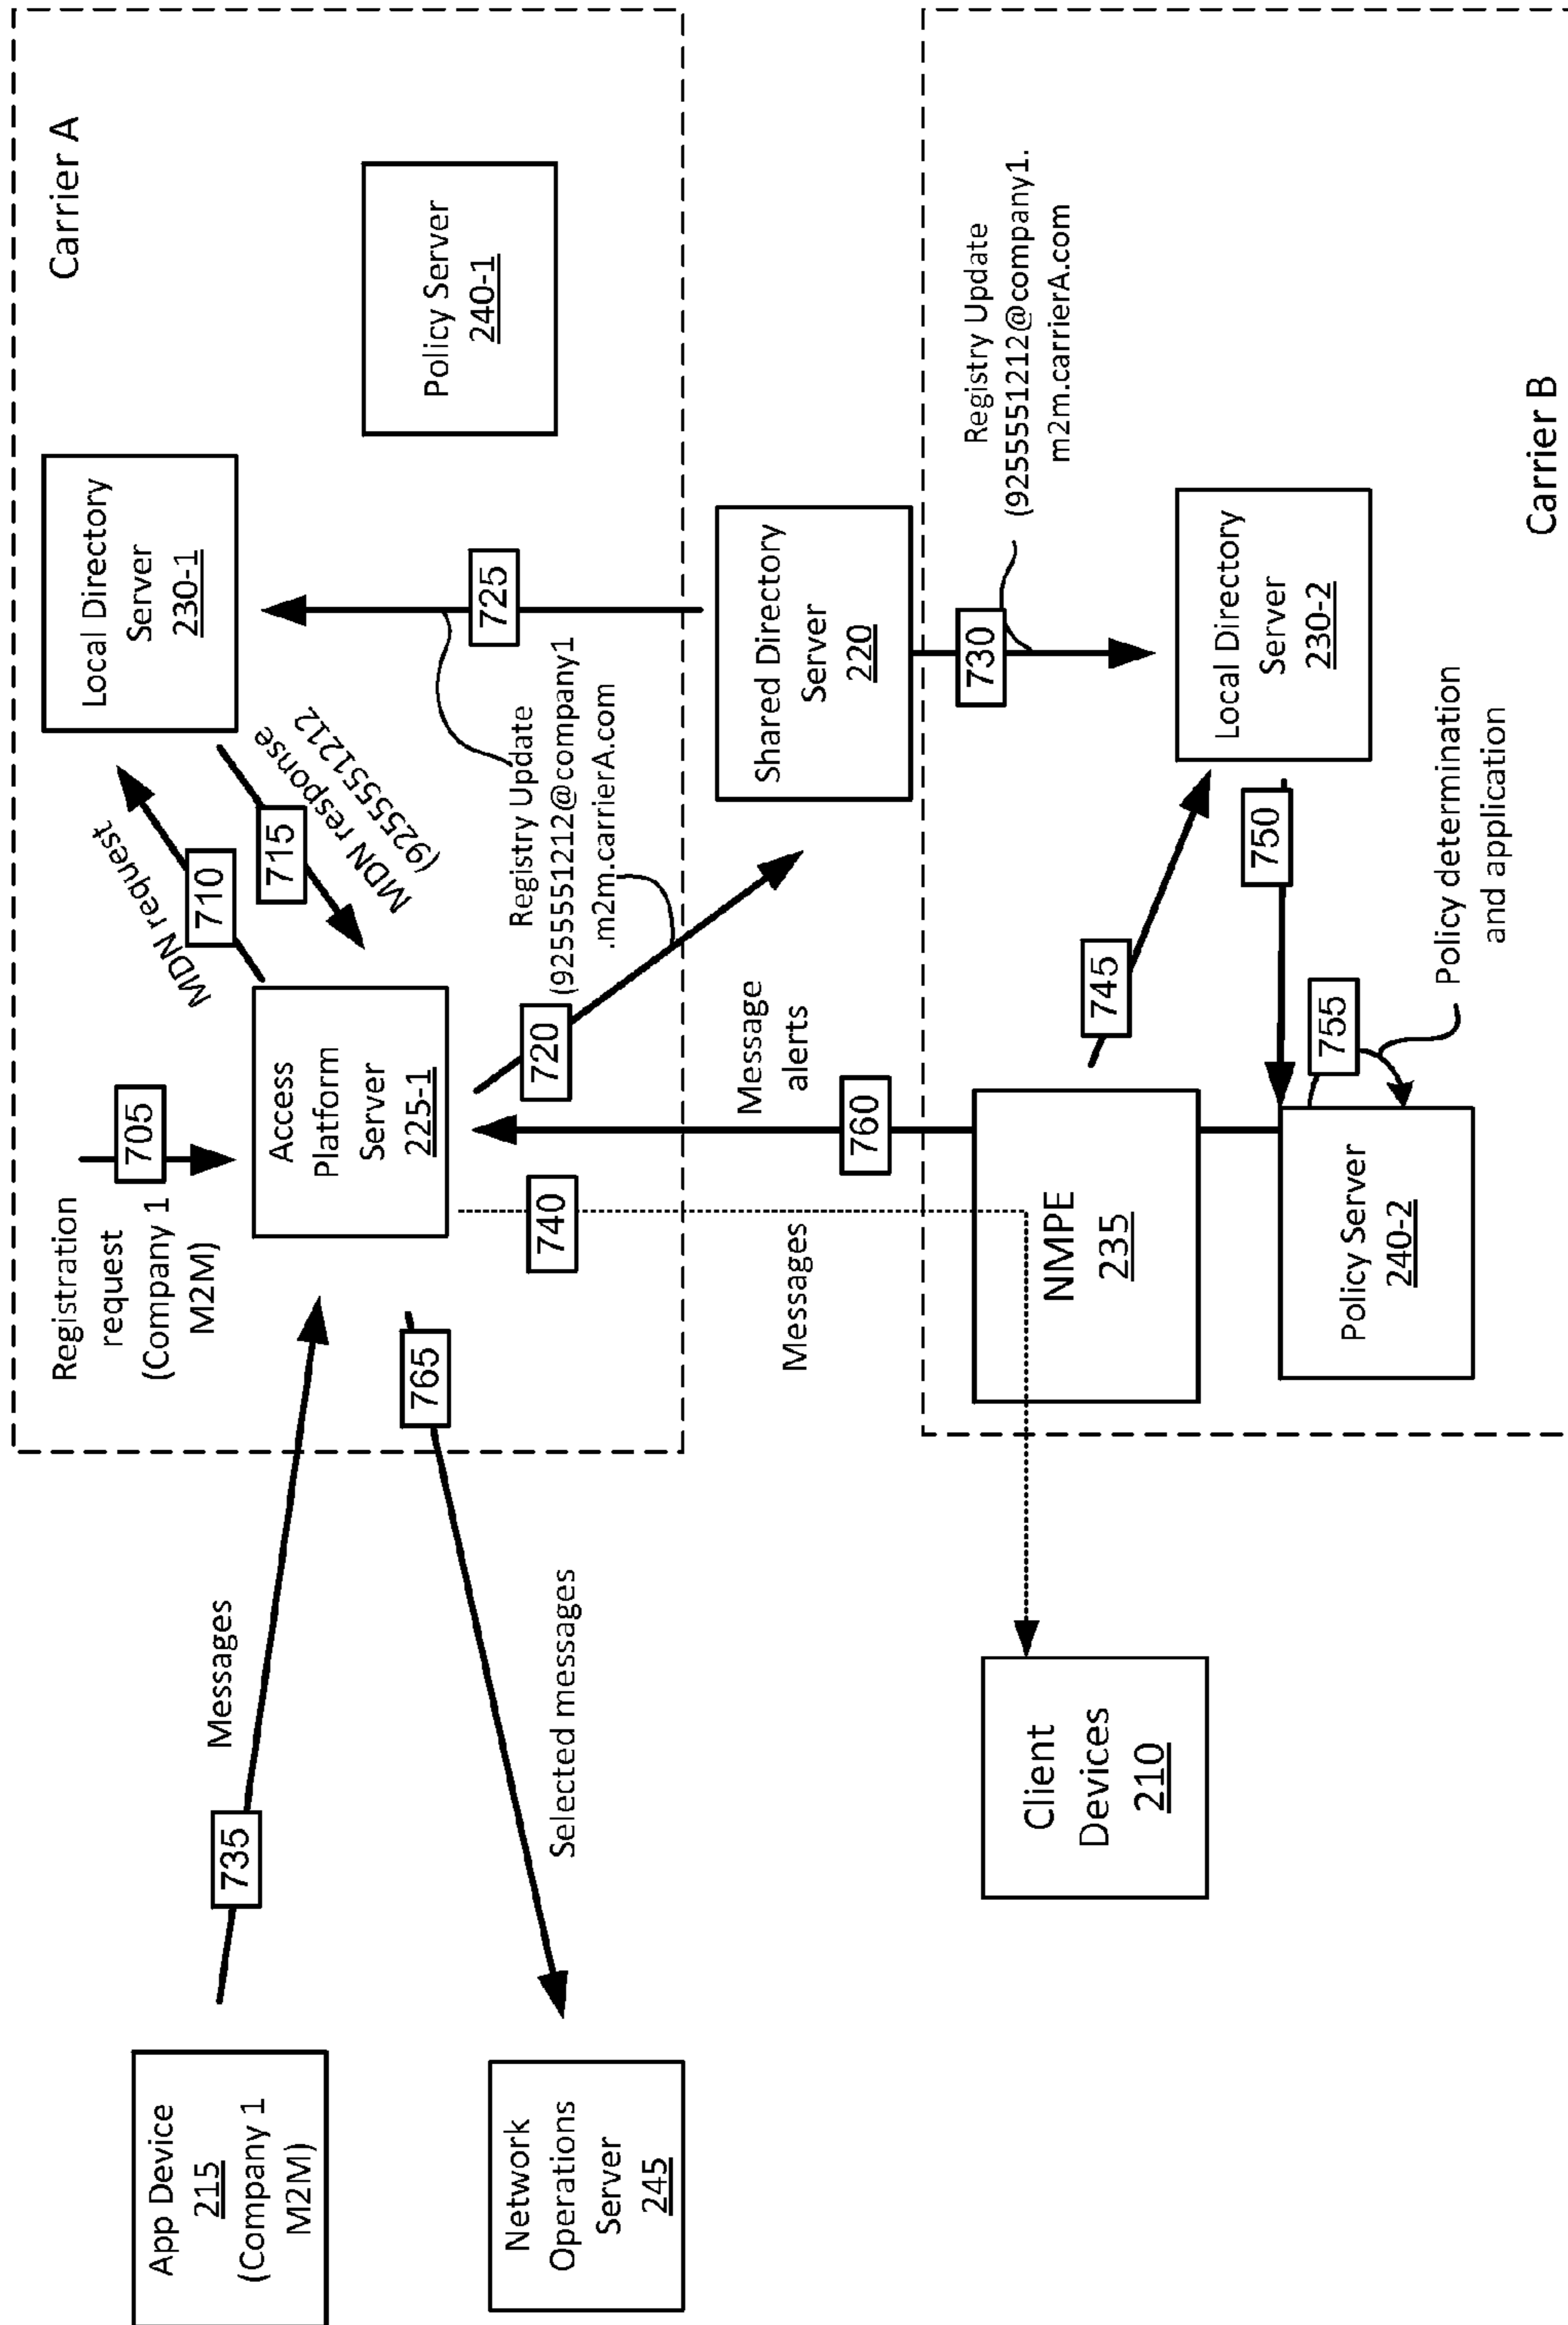 Carrier A
Registration
request
(Company 1
M2M)
705
Access
Platform
Server
225-1
MDN request
710
715
MDN response
(9255551212
Local Directory
Server
230-1
Policy Server
240-1
720
Registry Update
(9255551212@company1
.m2m.carrierA.com
725
Shared Directory
Server
220
730
Registry Update
(9255551212@company1.
m2m.carrierA.com
App Device
215
(Company 1
M2M)
735
Messages
765
Selected messages
Network
Operations
Server
245
740
Messages
760
Message
alerts
Client
Devices
210
NMPE
235
745
Local Directory
Server
230-2
750
755
Policy determination
and application
Policy Server
240-2
Carrier B